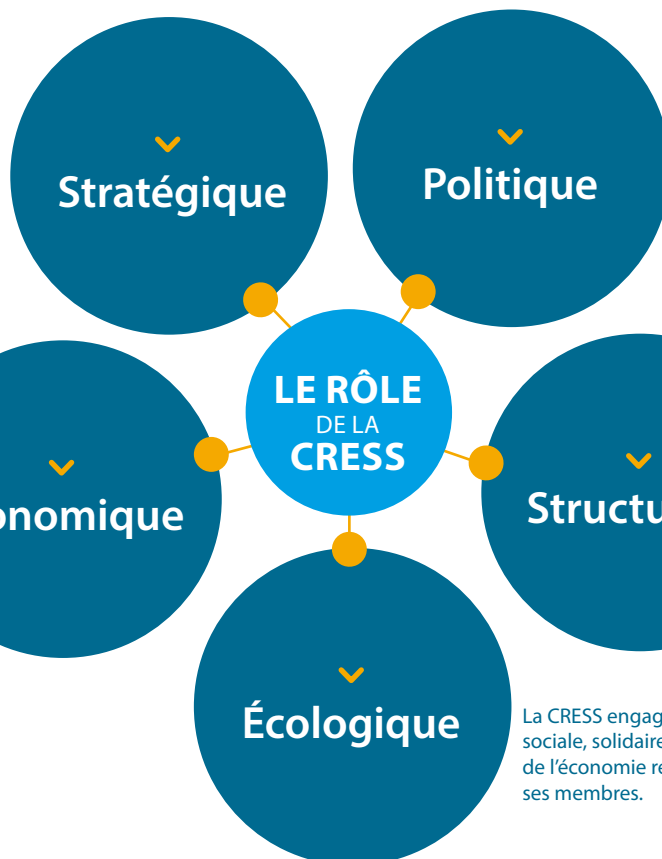 Stratégique
Politique
LE RÔLE
DE LA
CRESS
onomique
Structu
Écologique
La CRESS engag
sociale, solidaire
de l’économie re
ses membres.